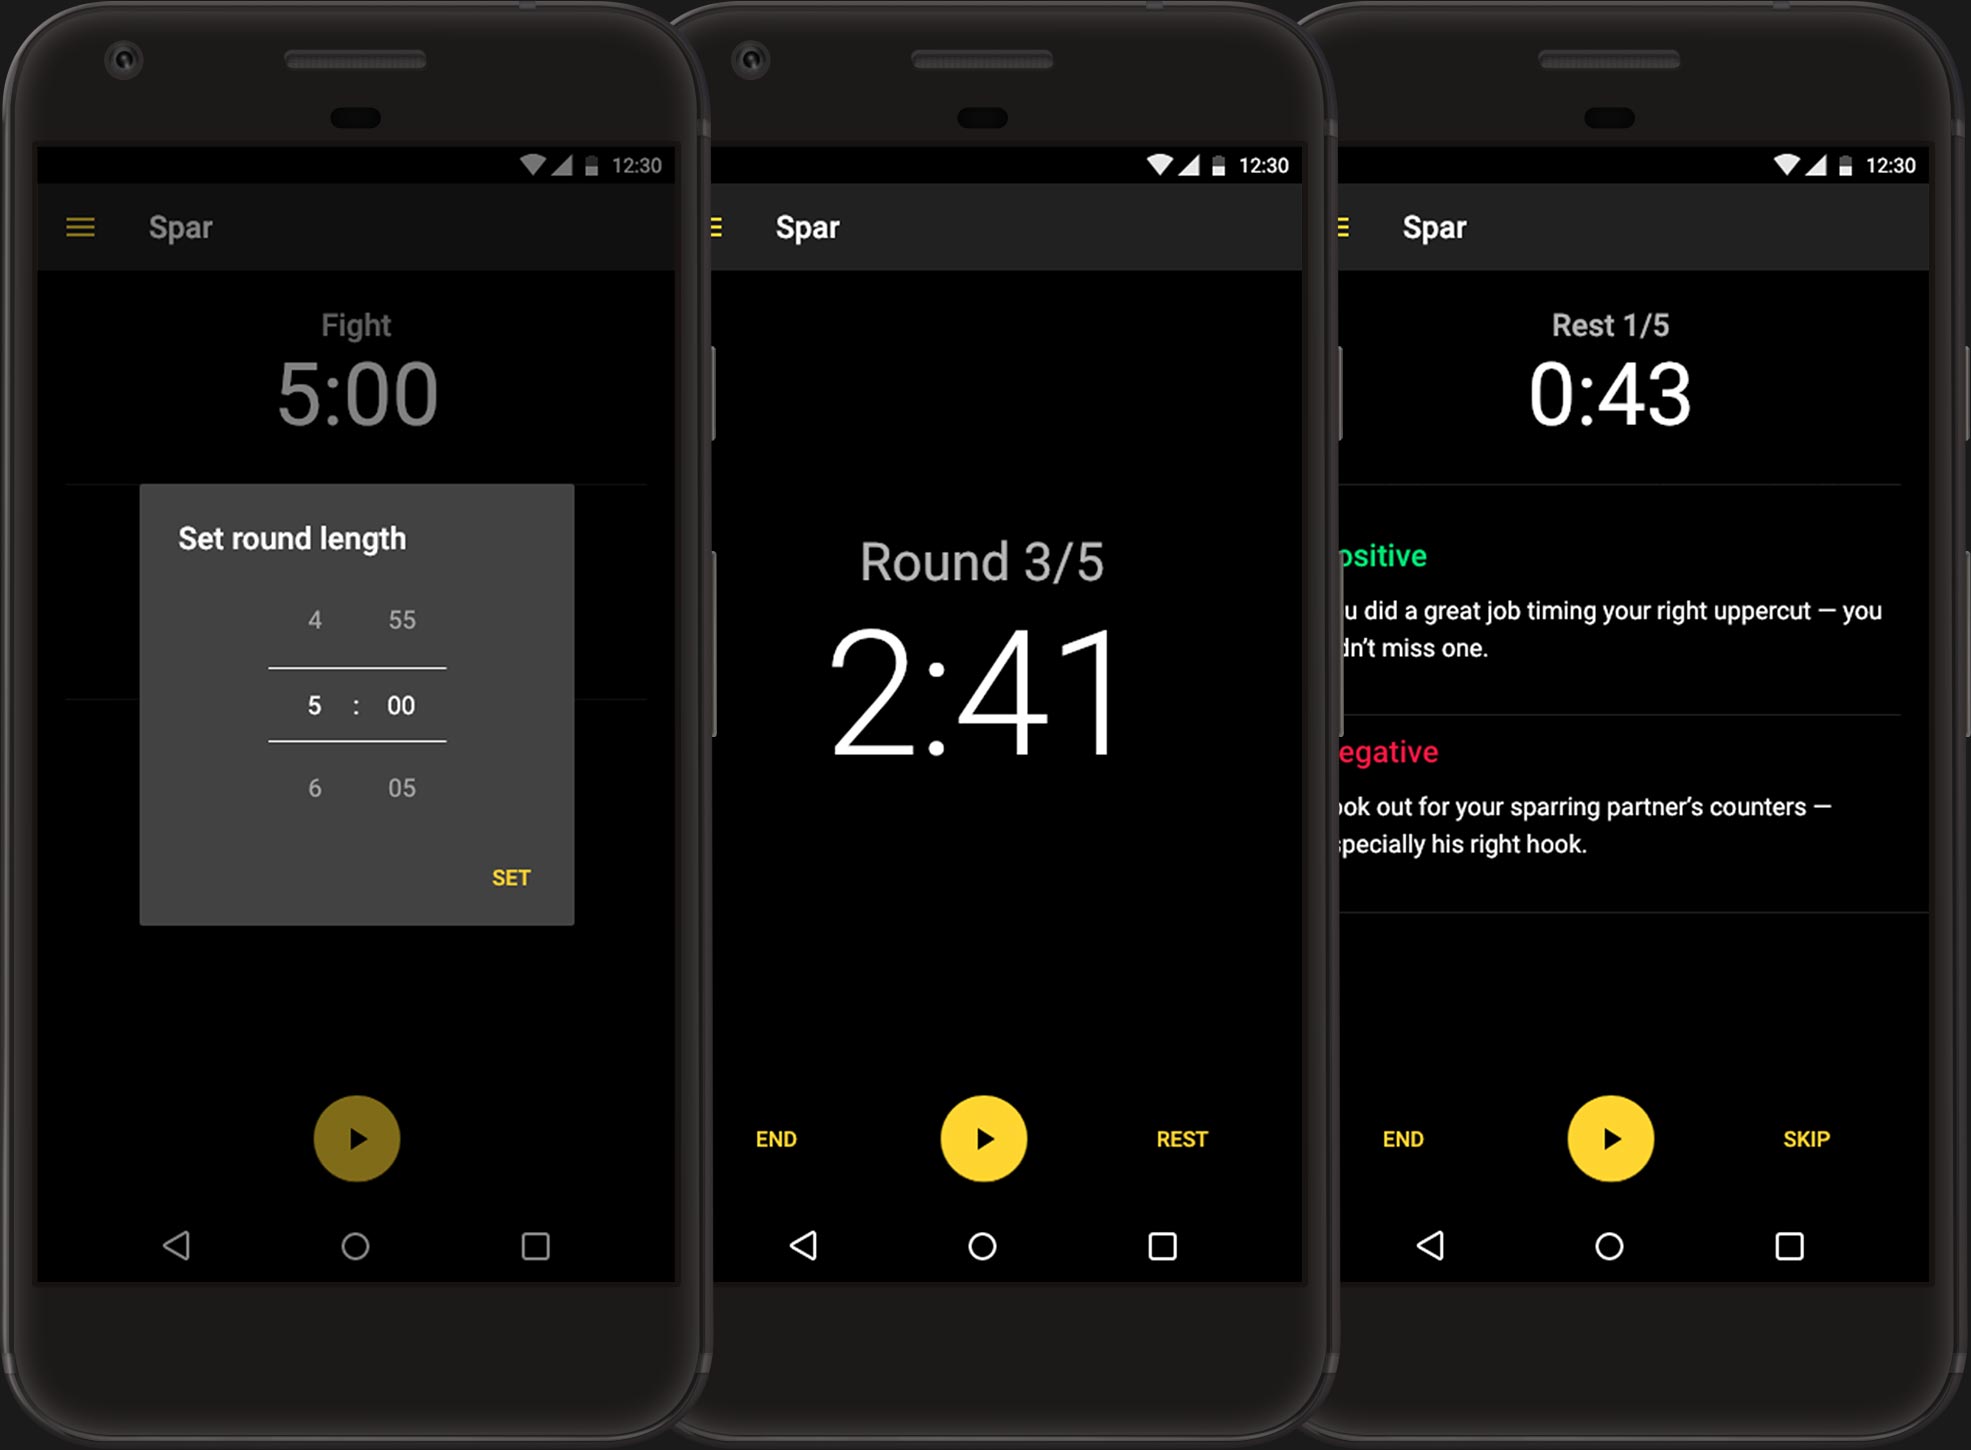 12:30
Spar
Fight
5:00
Set round length
4 55
5 : 00
6 05
SET
12:30
Spar
Round 3/5
2:41
END
REST
12:30
Spar
Rest 1/5
0:43
ositive
u did a great job timing your right uppercut — you
dn’t miss one.
egative
ook out for your sparring partner’s counters —
specially his right hook.
END
SKIP